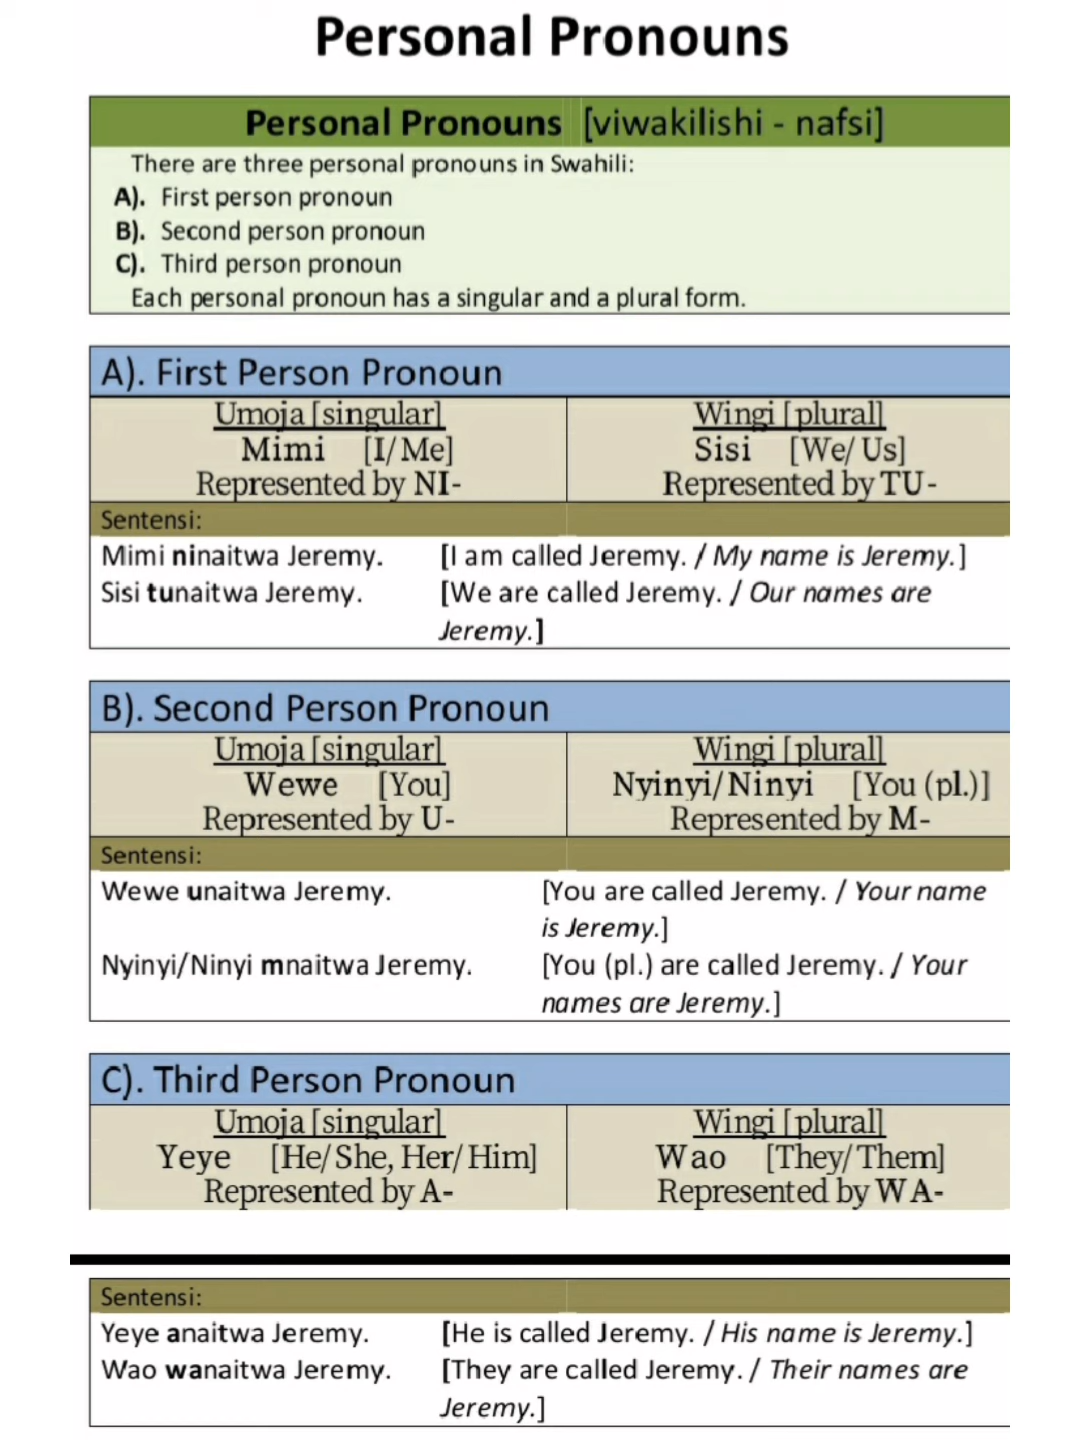 Personal Pronouns
Personal Pronouns [viwakilishi - nafsi]
There are three personal pronouns in Swahili:
A). First person pronoun
B). Second person pronoun
C). Third person pronoun
Each personal pronoun has a singular and a plural form.
A). First Person Pronoun
Umoja [singular]
Mimi [I/Me]
Represented by NI-
Wingi [plural]
Sisi [We/Us]
Represented by TU-
Sentensi:
Mimi ninaitwa Jeremy. [I am called Jeremy. / My name is Jeremy.]
Sisi tunaitwa Jeremy. [We are called Jeremy. / Our names are
Jeremy.]
B). Second Person Pronoun
Umoja [singular]
Wewe [You]
Represented by U-
Wingi [plural]
Nyinyi/Ninyi [You (pl.)]
Represented by M-
Sentensi:
Wewe unaitwa Jeremy. [You are called Jeremy. / Your name
is Jeremy.]
Nyinyi/Ninyi mnaitwa Jeremy. [You (pl.) are called Jeremy. / Your
names are Jeremy.]
C). Third Person Pronoun
Umoja [singular]
Yeye [He/She, Her/Him]
Represented by A-
Wingi [plural]
Wao [They/Them]
Represented by WA-
Sentensi:
Yeye anaitwa Jeremy. [He is called Jeremy. / His name is Jeremy.]
Wao wanaitwa Jeremy. [They are called Jeremy. / Their names are
Jeremy.]